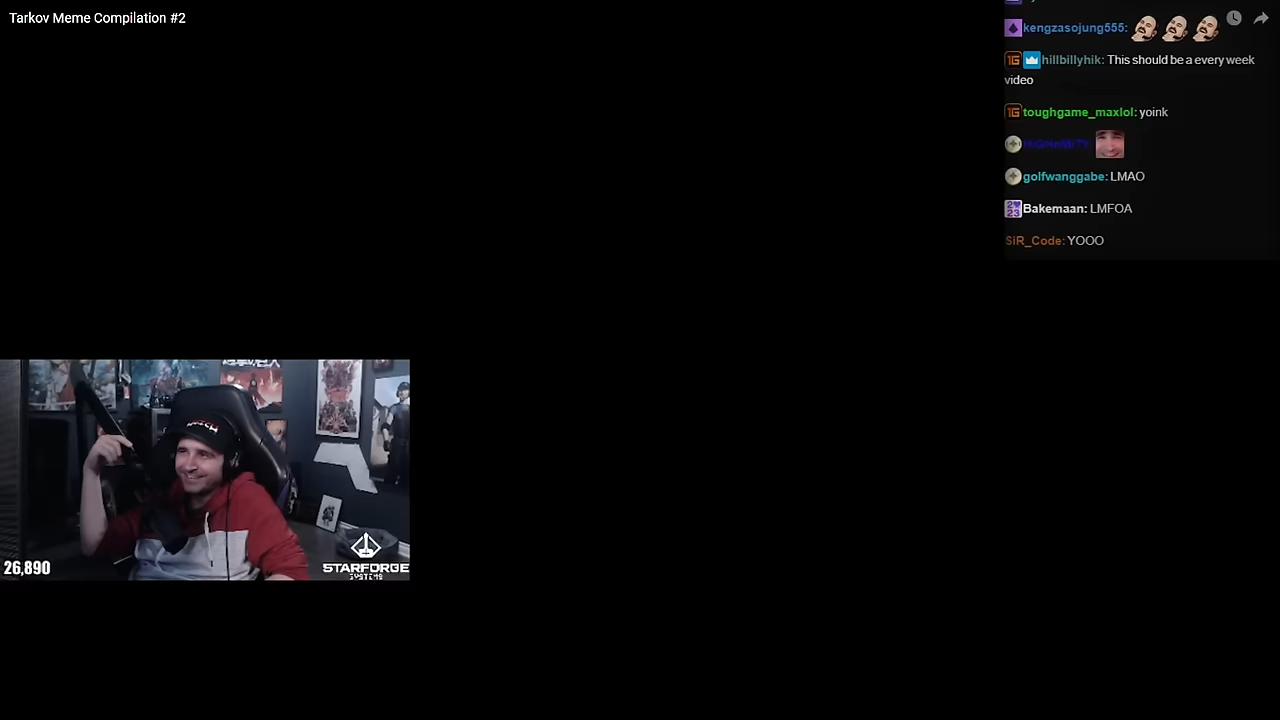 Tarkov Meme Compilation #2
kengzasojung555:
hillbillyhik: This should be a every week
video
toughgame_maxlol: yoink
golfwanggabe: LMAO
Bakemaan: LMFOA
SiR_Code: YOOO
26,890
STARFORGE
SYSTEMS